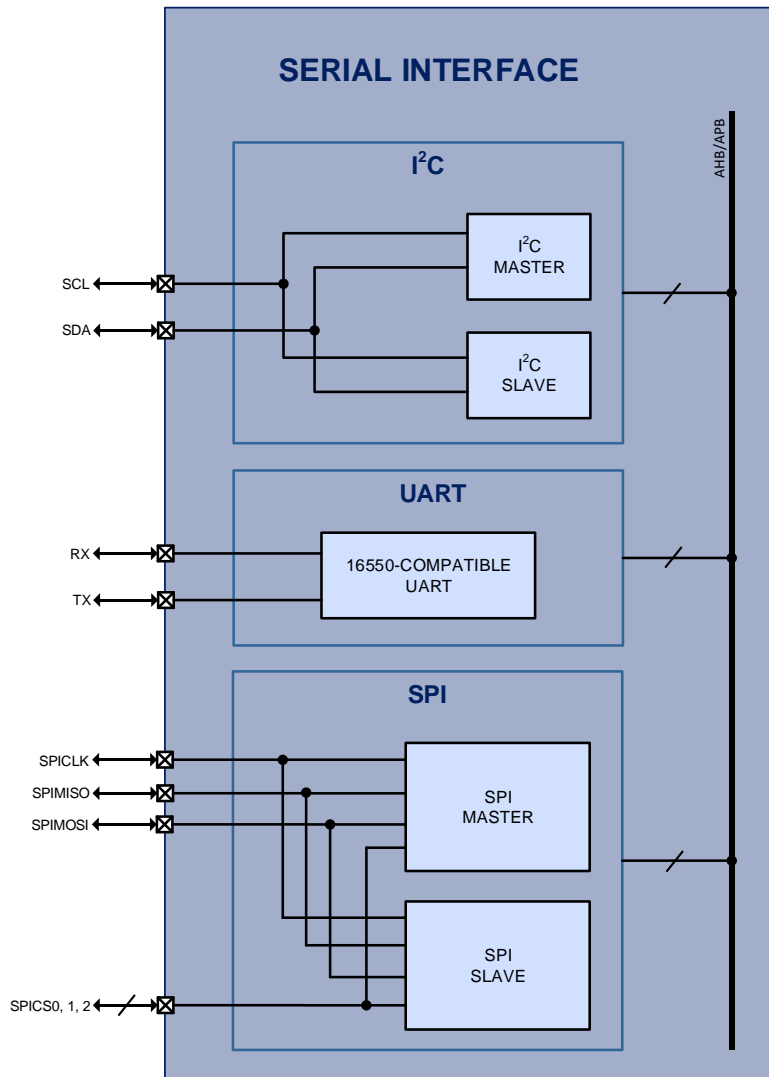 SERIAL INTERFACE
AHB/APB
I²C
I²C
MASTER
SCL
SDA
I²C
SLAVE
UART
RX
16550-COMPATIBLE
UART
TX
SPI
SPICLK
SPIMISO
SPI
MASTER
SPIMOSI
SPI
SLAVE
SPICS0, 1, 2